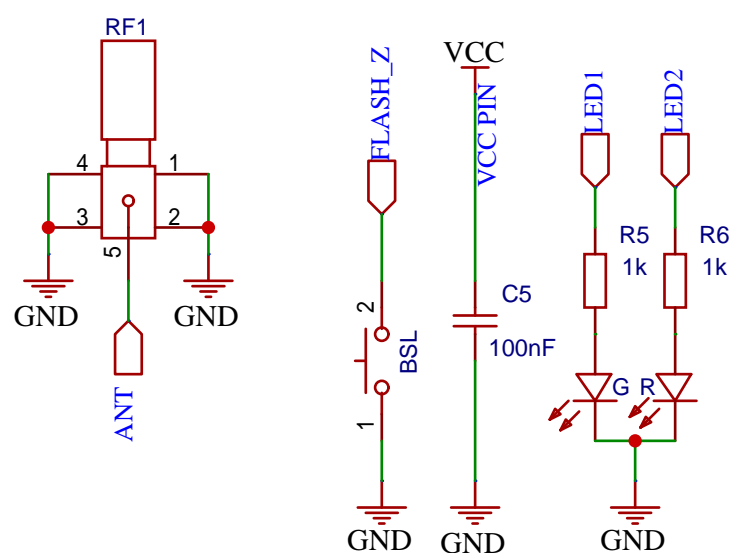 RF1
4
1
3
2
5
GND
GND
ANT
FLASH_Z
2
BSL
1
GND
VCC
VCC PIN
C5
100nF
GND
LED1
LED2
R5
1k
R6
1k
G
R
GND